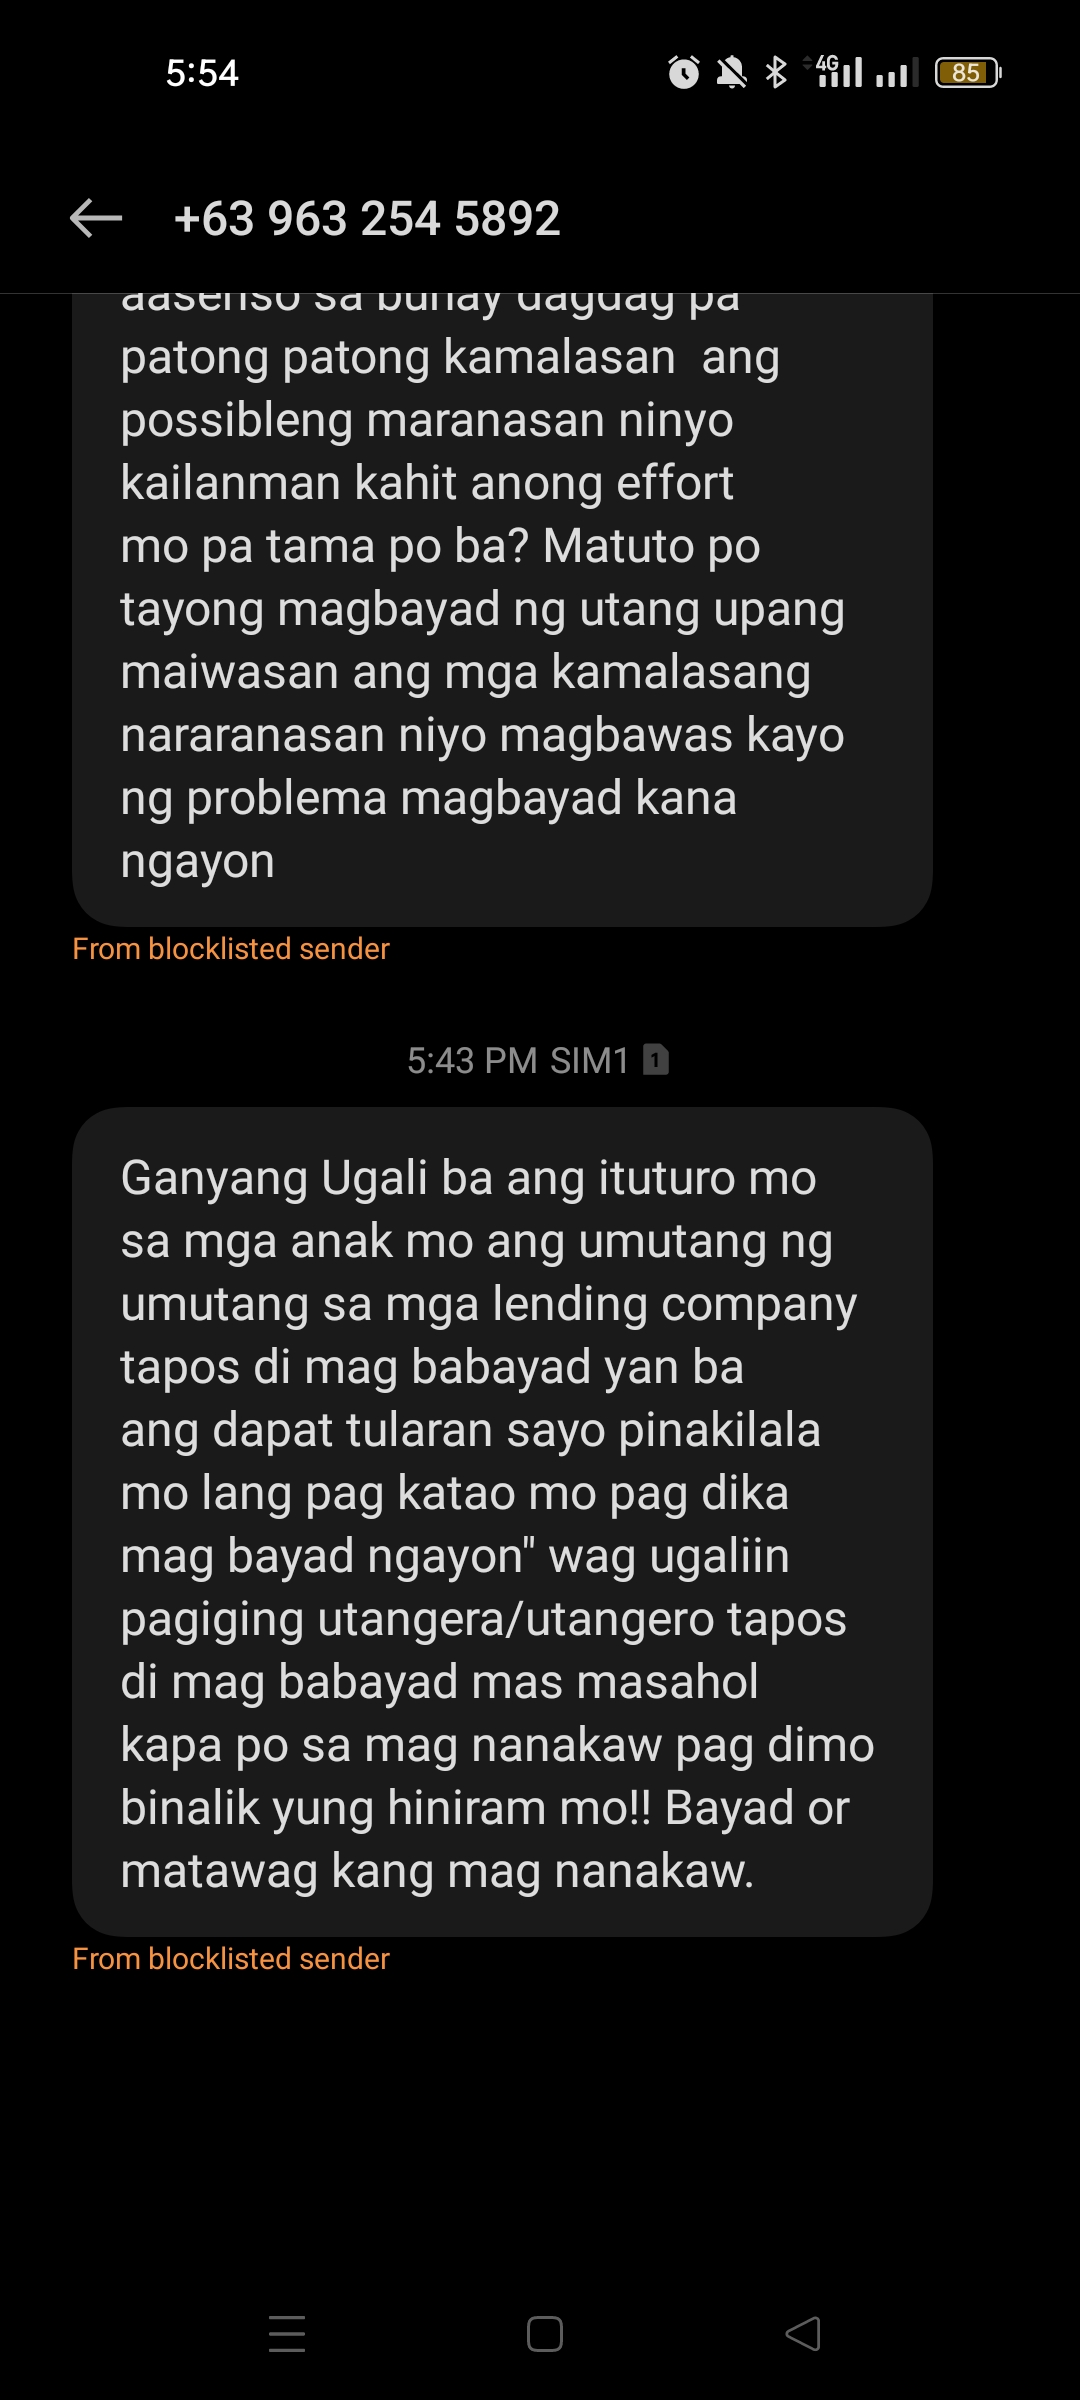 5:54
4G
85
+63 963 254 5892
aasenso sa buhay dagdag pa
patong patong kamalasan  ang
possibleng maranasan ninyo
kailanman kahit anong effort
mo pa tama po ba? Matuto po
tayong magbayad ng utang upang
maiwasan ang mga kamalasang
nararanasan niyo magbawas kayo
ng problema magbayad kana
ngayon
From blocklisted sender
5:43 PM SIM1 1
Ganyang Ugali ba ang ituturo mo
sa mga anak mo ang umutang ng
umutang sa mga lending company
tapos di mag babayad yan ba
ang dapat tularan sayo pinakilala
mo lang pag katao mo pag dika
mag bayad ngayon" wag ugaliin
pagiging utangera/utangero tapos
di mag babayad mas masahol
kapa po sa mag nanakaw pag dimo
binalik yung hiniram mo!! Bayad or
matawag kang mag nanakaw.
From blocklisted sender